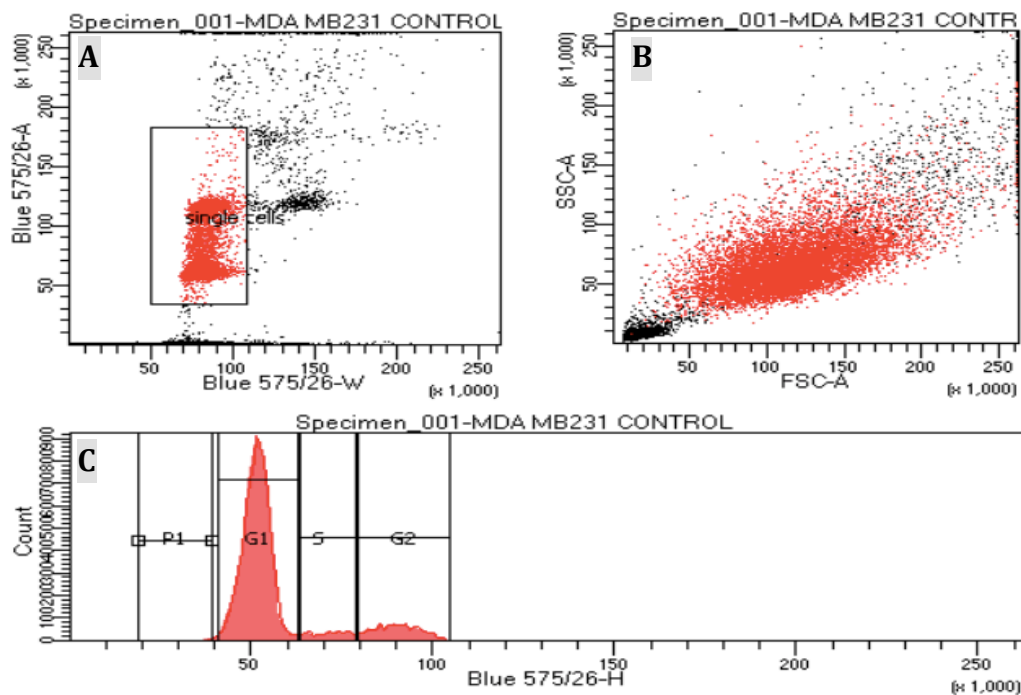 Specimen_001-MDA MB231 CONTROL
A
(x 1,000)
250
200
150
100
50
Blue 575/26-A
single cells
50 100 150 200 250
Blue 575/26-W
(x 1,000)
Specimen_001-MDA MB231 CONTR
B
(x 1,000)
250
200
150
100
50
SSC-A
50 100 150 200 250
FSC-A
(x 1,000)
Specimen_001-MDA MB231 CONTROL
C
Count
0 100200300400500600700800900
P1 G1 S G2
50 100 150 200 250
Blue 575/26-H
(x 1,000)